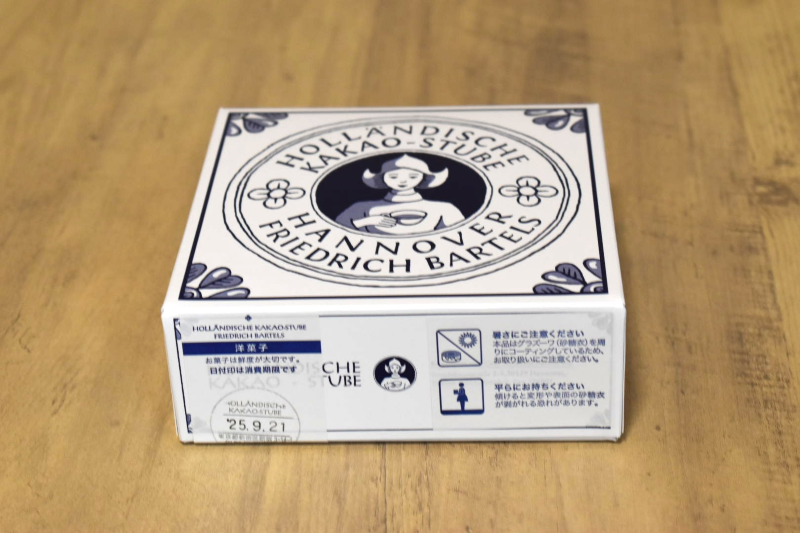 HOLLÄNDISCHE
KAKAO-STUBE
HANNOVER
FRIEDRICH BARTELS
HOLLÄNDISCHE KAKAO-STUBE
FRIEDRICH BARTELS
洋菓子
お菓子は鮮度が大切です。
日付印は消費期限です
CHE
KAKAO - STUBE
HOLLÄNDISCHE
KAKAO-STUBE
'25. 9. 21
暑さにご注意ください
本品はグラズーワ(砂糖衣)を周
りにコーティングしているため、
お取り扱いにご注意ください。
平らにお持ちください
傾けると変形や表面の砂糖衣
が剥がれる恐れがあります。